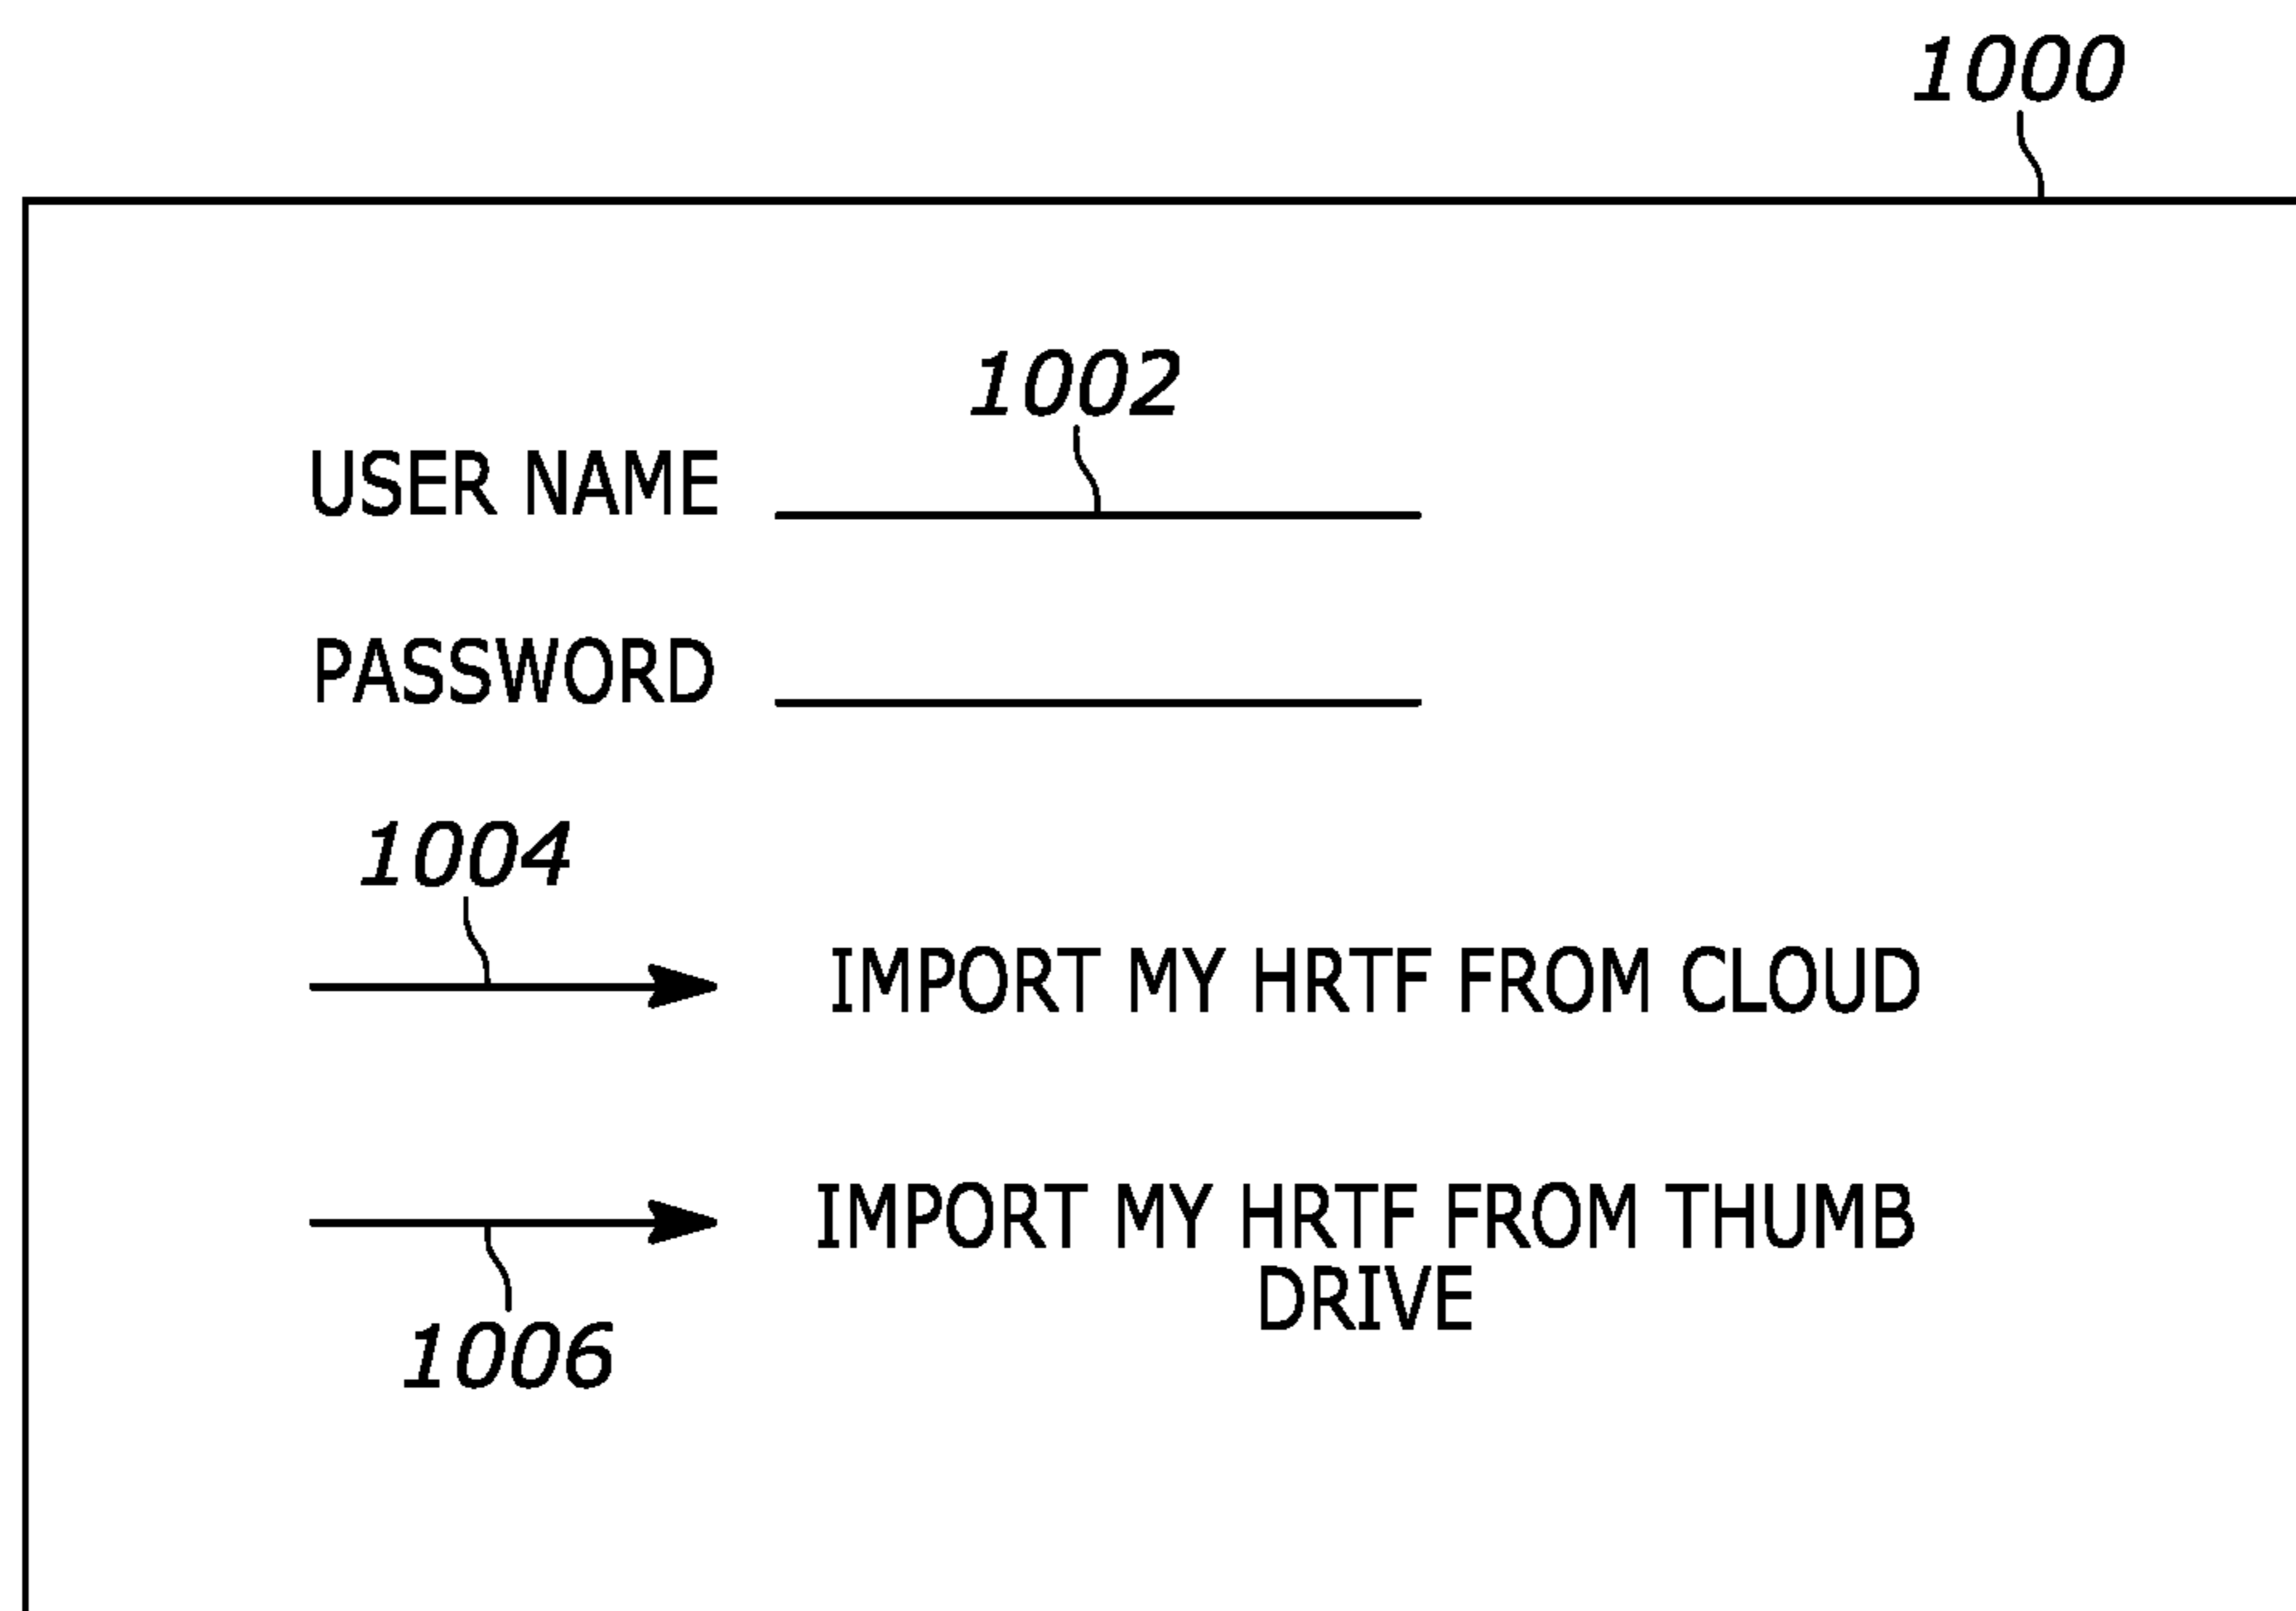 1000
1002
USER NAME
PASSWORD
1004
IMPORT MY HRTF FROM CLOUD
IMPORT MY HRTF FROM THUMB
DRIVE
1006